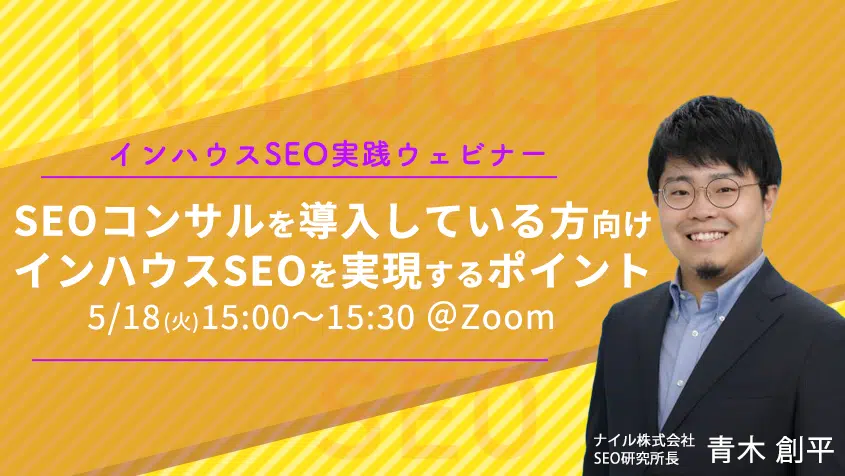 IN-HOUSE
インハウスSEO実践ウェビナー
SEOコンサルを導入している方向け
インハウスSEOを実現するポイント
5/18(火)15:00〜15:30 @Zoom
SEO
ナイル株式会社
SEO研究所長 青木 創平